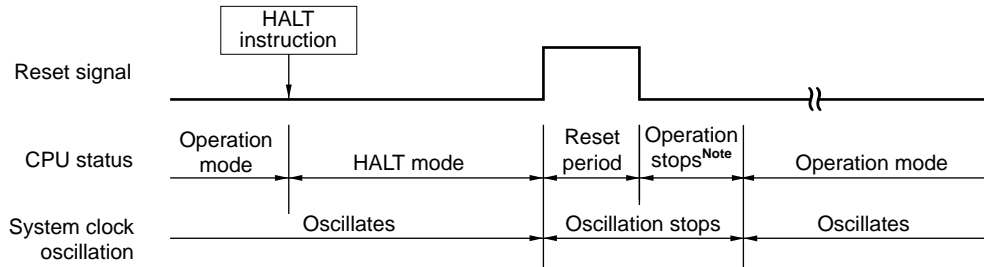 HALT
instruction
Reset signal
CPU status
Operation
mode
HALT mode
Reset
period
Operation
stopsNote
Operation mode
System clock
oscillation
Oscillates
Oscillation stops
Oscillates